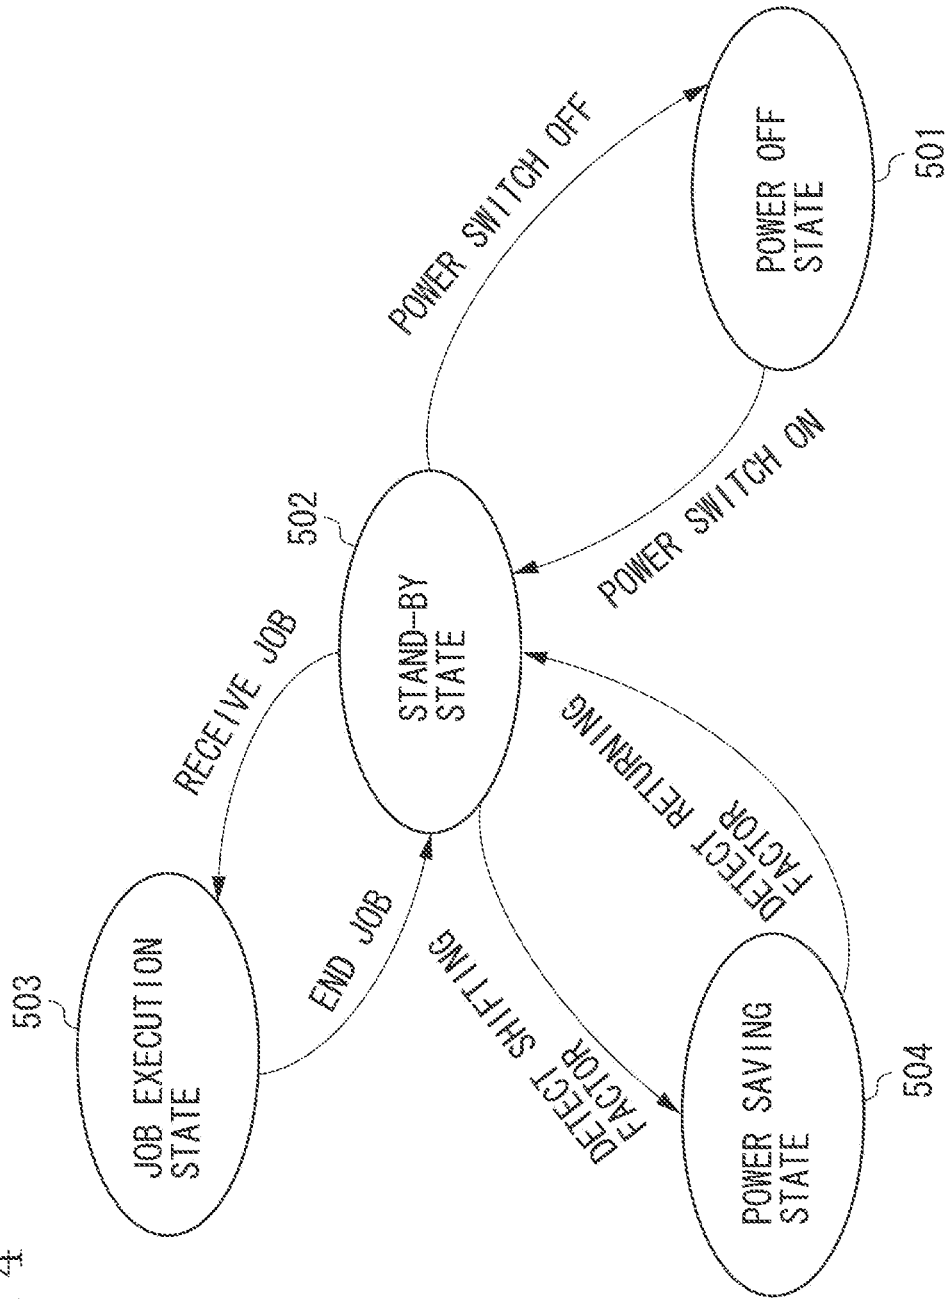 4
503
JOB EXECUTION
STATE
RECEIVE JOB
END JOB
502
STAND-BY
STATE
POWER SWITCH OFF
POWER SWITCH ON
DETECT SHIFTING
FACTOR
DETECT RETURNING
FACTOR
POWER SAVING
STATE
504
POWER OFF
STATE
501